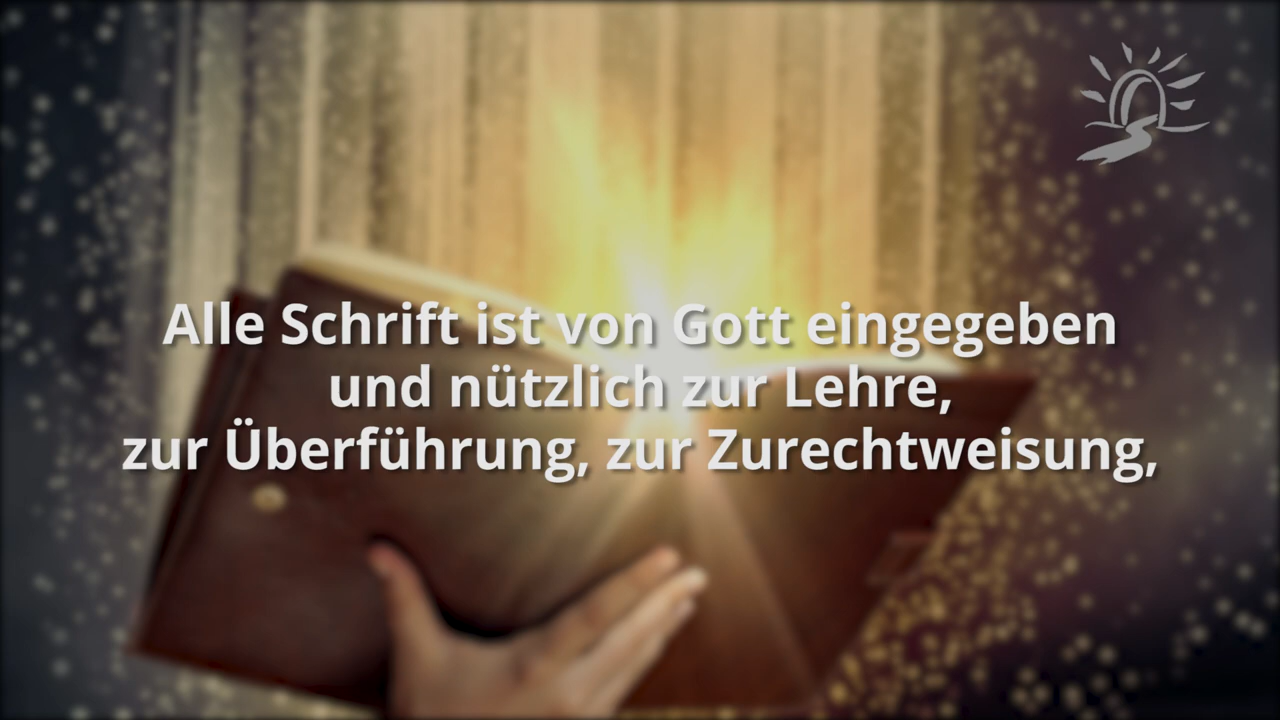 Alle Schrift ist von Gott eingegeben
und nützlich zur Lehre,
zur Überführung, zur Zurechtweisung,